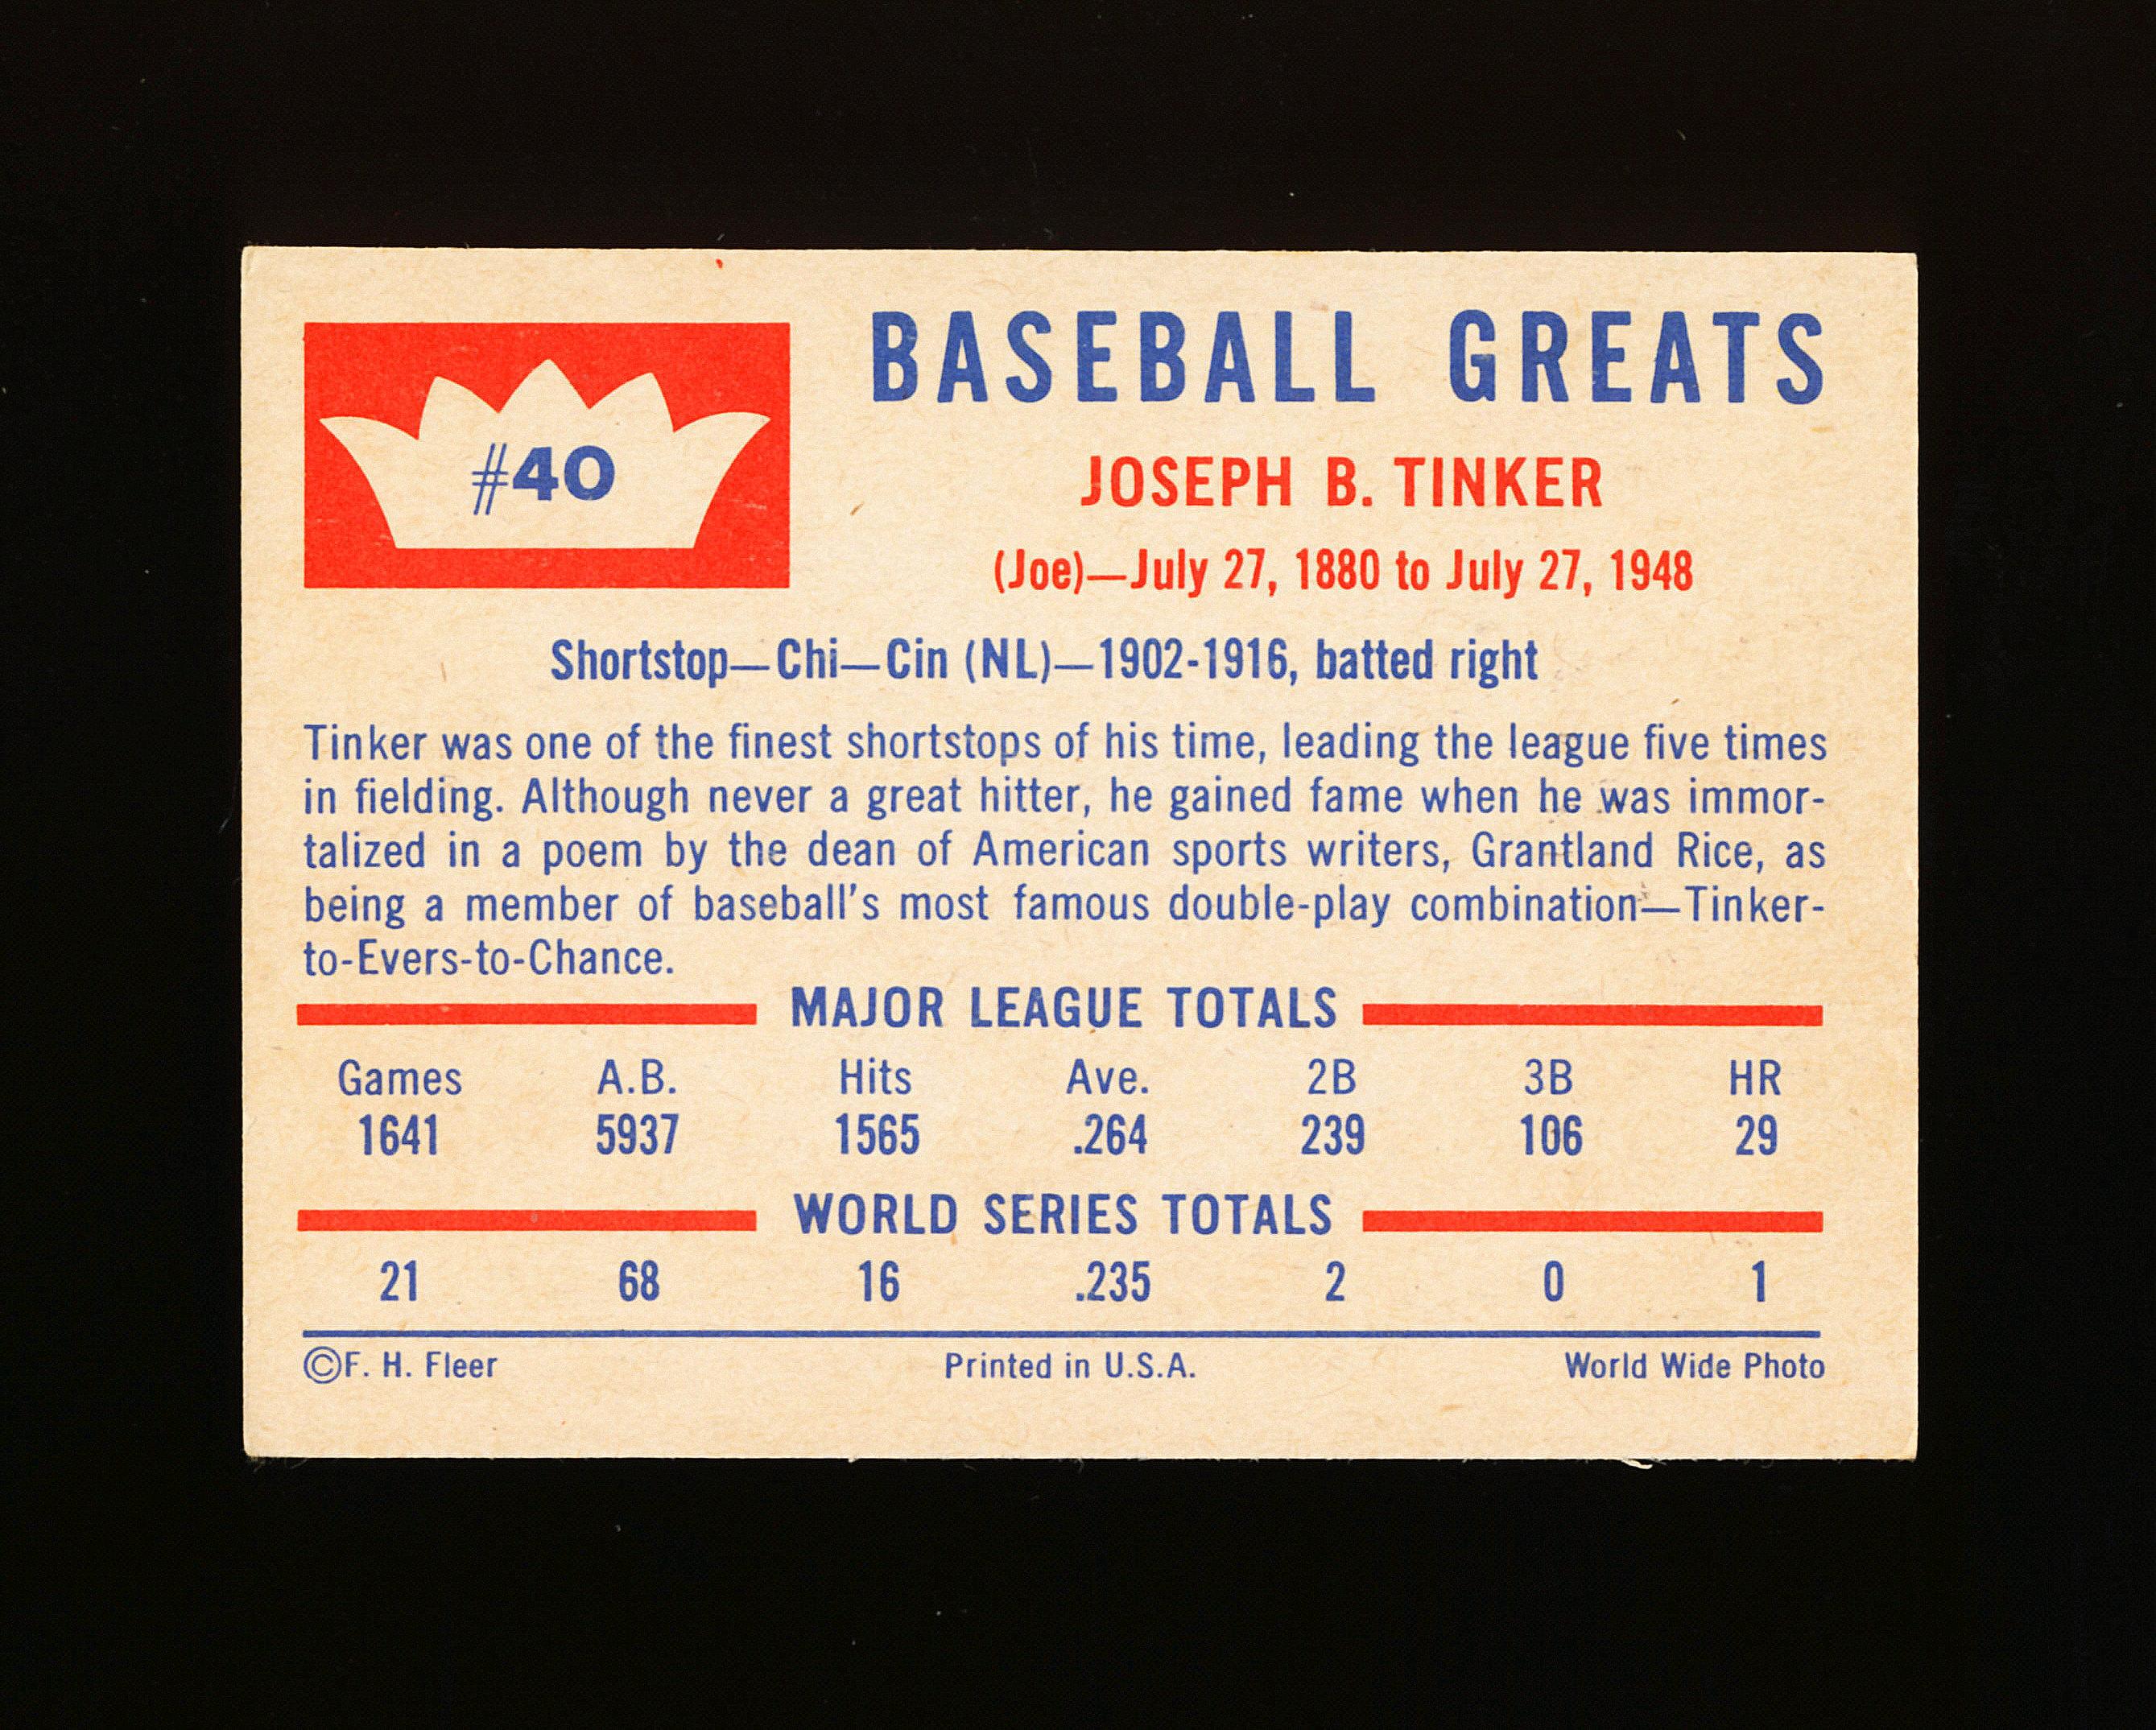 BASEBALL GREATS
#40
JOSEPH B. TINKER
(Joe)—July 27, 1880 to July 27, 1948
Shortstop—Chi—Cin (NL)—1902-1916, batted right
Tinker was one of the finest shortstops of his time, leading the league five times
in fielding. Although never a great hitter, he gained fame when he was immor-
talized in a poem by the dean of American sports writers, Grantland Rice, as
being a member of baseball's most famous double-play combination—Tinker-
to-Evers-to-Chance.
MAJOR LEAGUE TOTALS
Games A.B. Hits Ave. 2B 3B HR
1641 5937 1565 .264 239 106 29
WORLD SERIES TOTALS
21 68 16 .235 2 0 1
©F. H. Fleer Printed in U.S.A. World Wide Photo